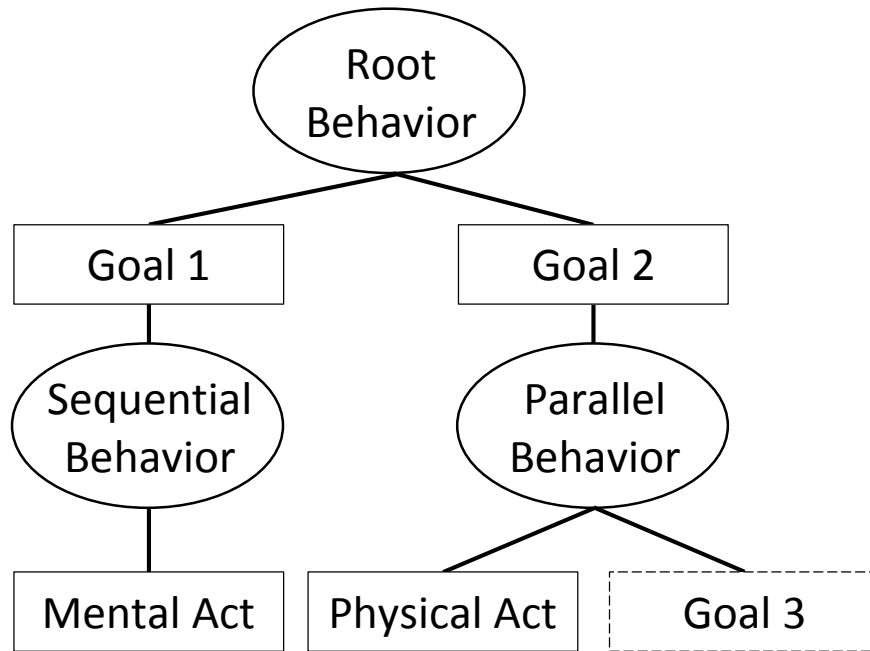 Root
Behavior
Goal 1
Goal 2
Sequential
Behavior
Parallel
Behavior
Mental Act
Physical Act
Goal 3